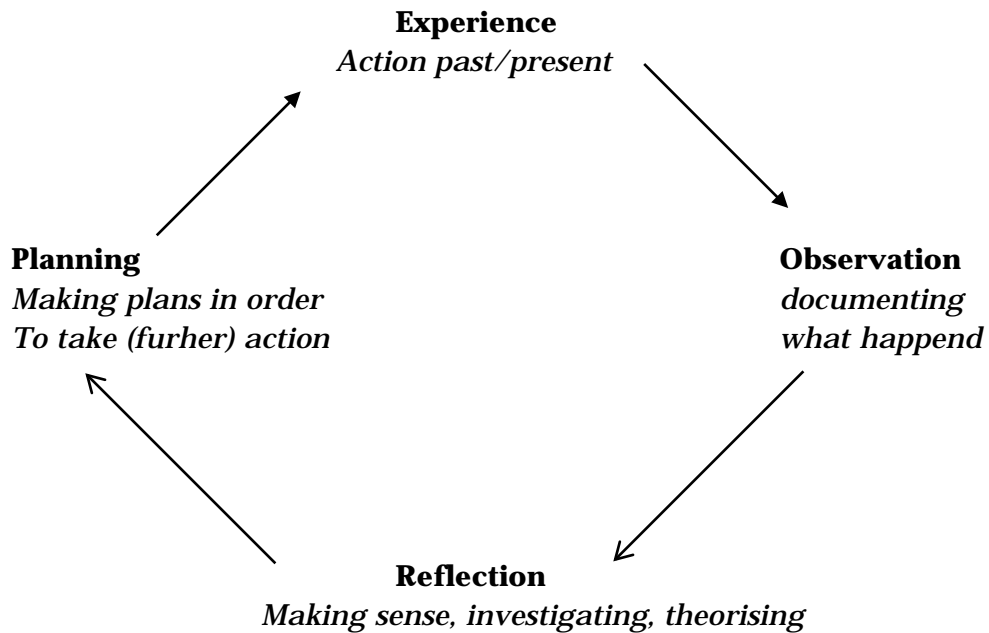 Experience
Action past/present
Planning
Making plans in order
To take (furher) action
Observation
documenting
what happend
Reflection
Making sense, investigating, theorising